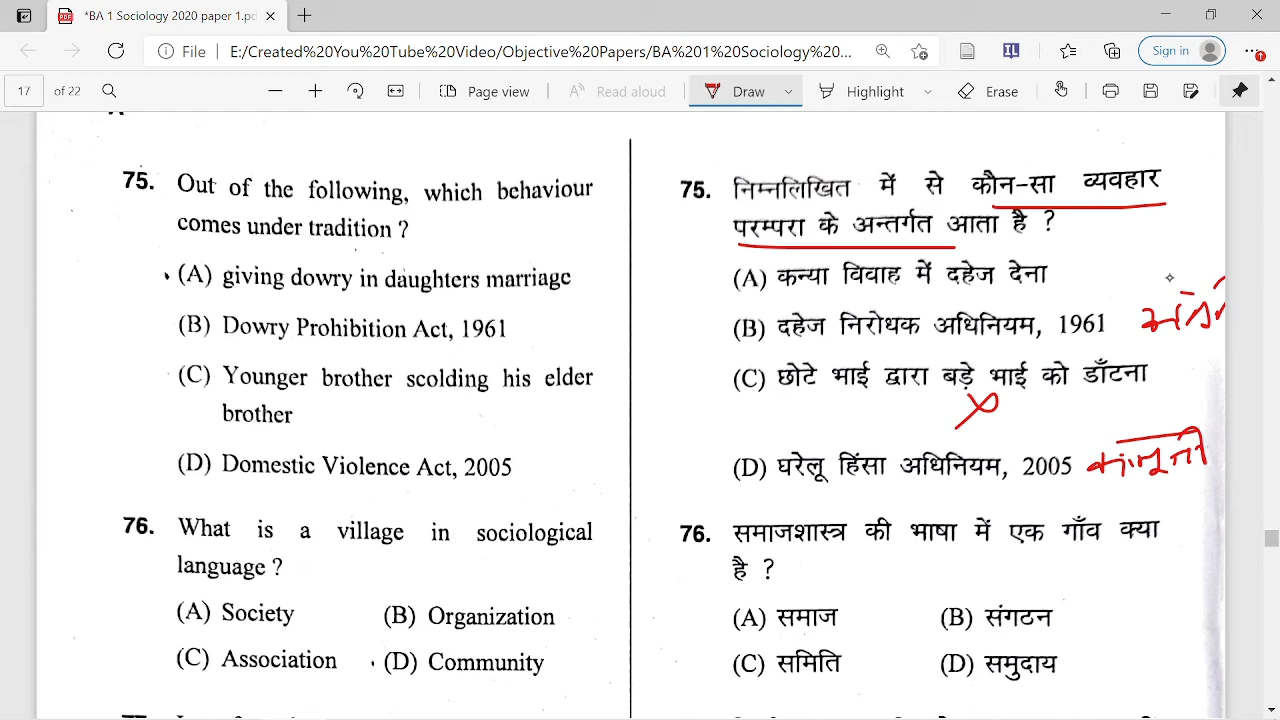 *BA 1 Sociology 2020 paper 1.pd
File E:/Created%20You%20Tube%20Video/Objective%20Papers/BA%201%20Sociology%20...
Sign in
17 of 22 Page view Read aloud Draw Highlight Erase
75. Out of the following, which behaviour
comes under tradition ?
(A) giving dowry in daughters marriage
(B) Dowry Prohibition Act, 1961
(C) Younger brother scolding his elder
brother
(D) Domestic Violence Act, 2005
76. What is a village in sociological
language ?
(A) Society (B) Organization
(C) Association (D) Community
75. निम्नलिखित में से कौन-सा व्यवहार
परम्परा के अन्तर्गत आता है ?
(A) कन्या विवाह में दहेज देना
(B) दहेज निरोधक अधिनियम, 1961
(C) छोटे भाई द्वारा बड़े भाई को डाँटना
(D) घरेलू हिंसा अधिनियम, 2005
76. समाजशास्त्र की भाषा में एक गाँव क्या
है ?
(A) समाज (B) संगठन
(C) समिति (D) समुदाय